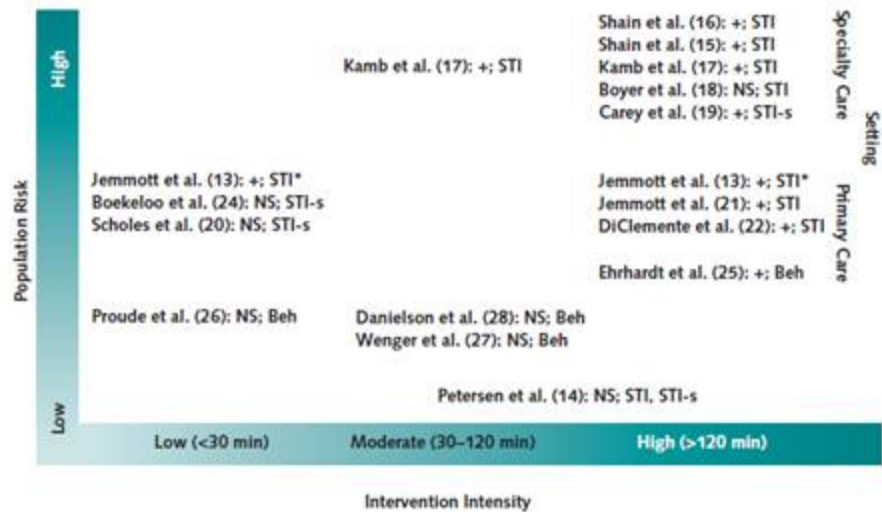 High
Population Risk
Low
Shain et al. (16): +; STI
Shain et al. (15): +; STI
Kamb et al. (17): +; STI
Kamb et al. (17): +; STI
Boyer et al. (18): NS; STI
Carey et al. (19): +; STI-s
Specialty Care
Setting
Primary Care
Jemmott et al. (13): +; STI*
Boekeloo et al. (24): NS; STI-s
Scholes et al. (20): NS; STI-s
Jemmott et al. (13): +; STI*
Jemmott et al. (21): +; STI
DiClemente et al. (22): +; STI
Ehrhardt et al. (25): +; Beh
Proude et al. (26): NS; Beh
Danielson et al. (28): NS; Beh
Wenger et al. (27): NS; Beh
Petersen et al. (14): NS; STI, STI-s
Low (<30 min)
Moderate (30–120 min)
High (>120 min)
Intervention Intensity